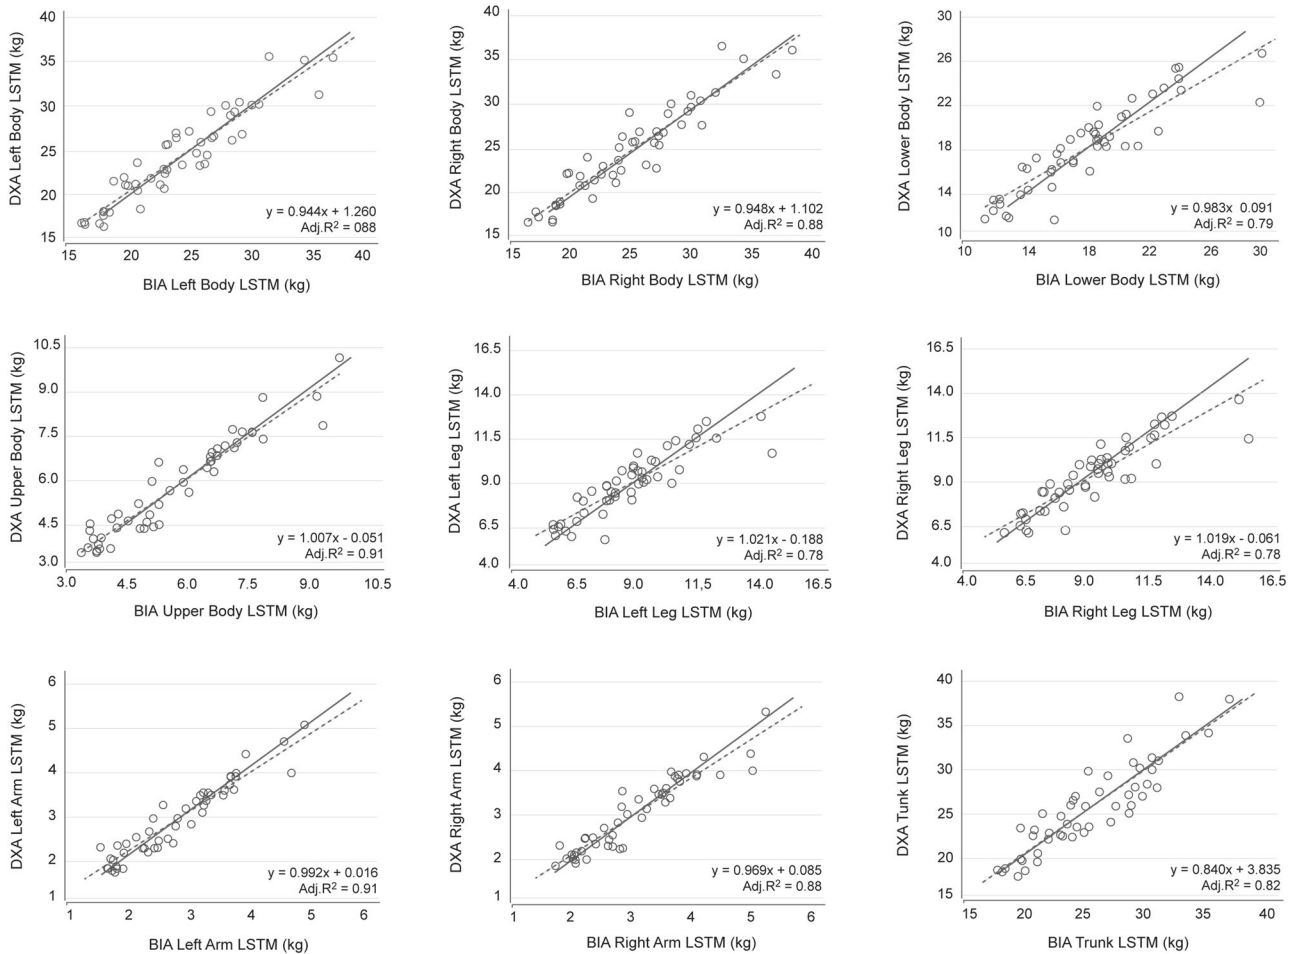 DXA Left Body LSTM (kg)
40
35
30
25
20
15
y = 0.944x + 1.260
Adj.R² = 088
15 20 25 30 35 40
BIA Left Body LSTM (kg)
DXA Right Body LSTM (kg)
40
35
30
25
20
15
y = 0.948x + 1.102
Adj.R² = 0.88
15 20 25 30 35 40
BIA Right Body LSTM (kg)
DXA Lower Body LSTM (kg)
30
26
22
18
14
10
y = 0.983x 0.091
Adj.R² = 0.79
10 14 18 22 26 30
BIA Lower Body LSTM (kg)
DXA Upper Body LSTM (kg)
10.5
9.0
7.5
6.0
4.5
3.0
y = 1.007x - 0.051
Adj.R² = 0.91
3.0 4.5 6.0 7.5 9.0 10.5
BIA Upper Body LSTM (kg)
DXA Left Leg LSTM (kg)
16.5
14.0
11.5
9.0
6.5
4.0
y = 1.021x - 0.188
Adj.R² = 0.78
4.0 6.5 9.0 11,5 14.0 16.5
BIA Left Leg LSTM (kg)
DXA Right Leg LSTM (kg)
16.5
14.0
11.5
9.0
6.5
4.0
y = 1.019x - 0.061
Adj.R² = 0.78
4.0 6.5 9.0 11.5 14.0 16.5
BIA Right Leg LSTM (kg)
DXA Left Arm LSTM (kg)
6
5
4
3
2
1
y = 0.992x + 0.016
Adj.R² = 0.91
1 2 3 4 5 6
BIA Left Arm LSTM (kg)
DXA Right Arm LSTM (kg)
6
5
4
3
2
1
y = 0.969x + 0.085
Adj.R² = 0.88
1 2 3 4 5 6
BIA Right Arm LSTM (kg)
DXA Tunk LSTM (kg)
40
35
30
25
20
15
y = 0.840x + 3.835
Adj.R² = 0.82
15 20 25 30 35 40
BIA Trunk LSTM (kg)